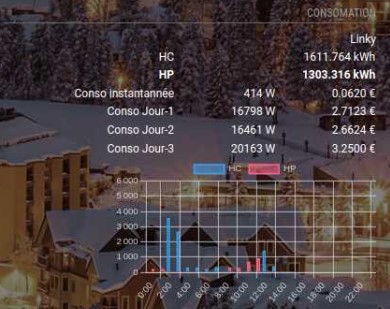 CONSOMATION
Linky
HC 1611.764 kWh
HP 1303.316 kWh
Conso instantannée 414 W 0.0620 €
Conso Jour-1 16798 W 2.7123 €
Conso Jour-2 16461 W 2.6624 €
Conso Jour-3 20163 W 3.2500 €
HC HP
6 000
5 000
4 000
3 000
2 000
1 000
0
0:00 2:00 4:00 6:00 8:00 10:00 12:00 14:00 16:00 18:00 20:00 22:00